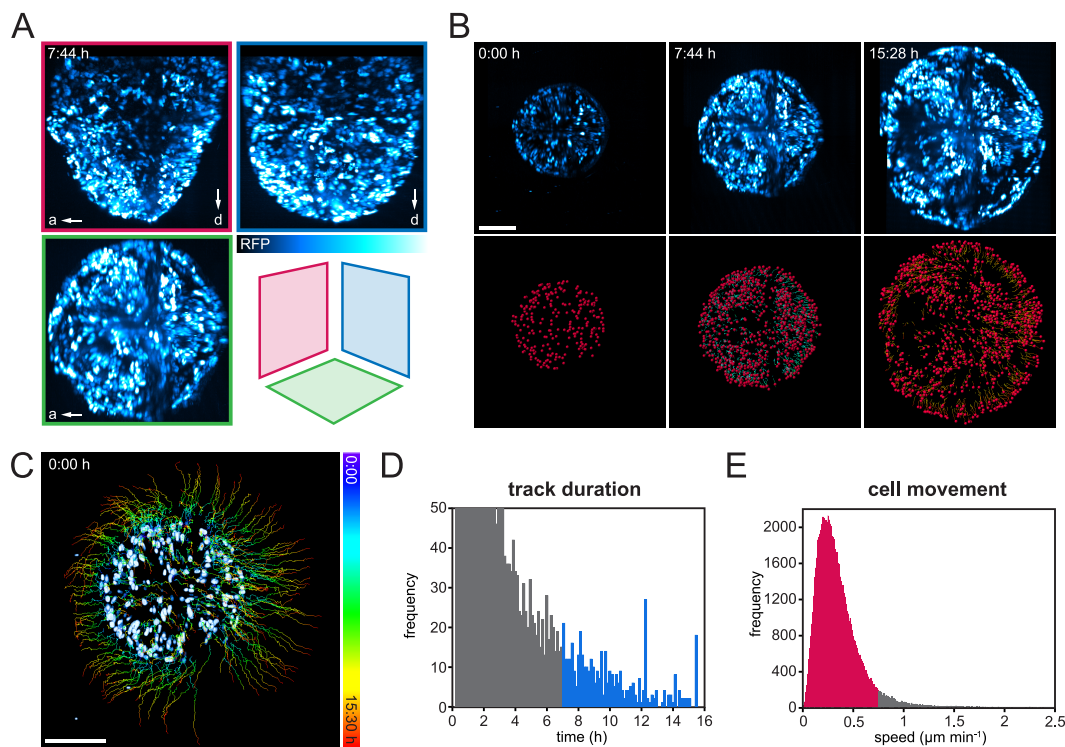 A
7:44 h
a
d
d
RFP
a
B
0:00 h
7:44 h
15:28 h
C
0:00 h
0:00
15:30 h
D
track duration
50
40
30
20
10
0
frequency
0 2 4 6 8 10 12 14 16
time (h)
E
cell movement
2000
1600
1200
800
400
0
frequency
0 0.5 1 1.5 2 2.5
speed (µm min⁻¹)